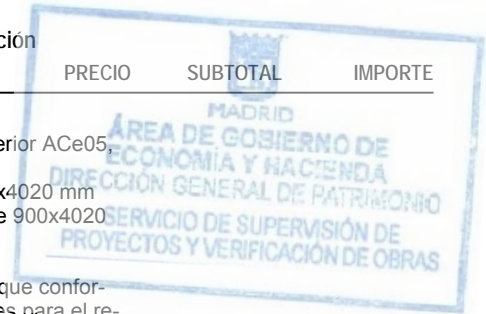 ción
PRECIO SUBTOTAL IMPORTE
MADRID
ÁREA DE GOBIERNO DE
ECONOMÍA Y HACIENDA
DIRECCIÓN GENERAL DE PATRIMONIO
SERVICIO DE SUPERVISIÓN DE
PROYECTOS Y VERIFICACIÓN DE OBRAS
erior ACe05,
x4020 mm
e 900x4020
que confor-
es para el re-